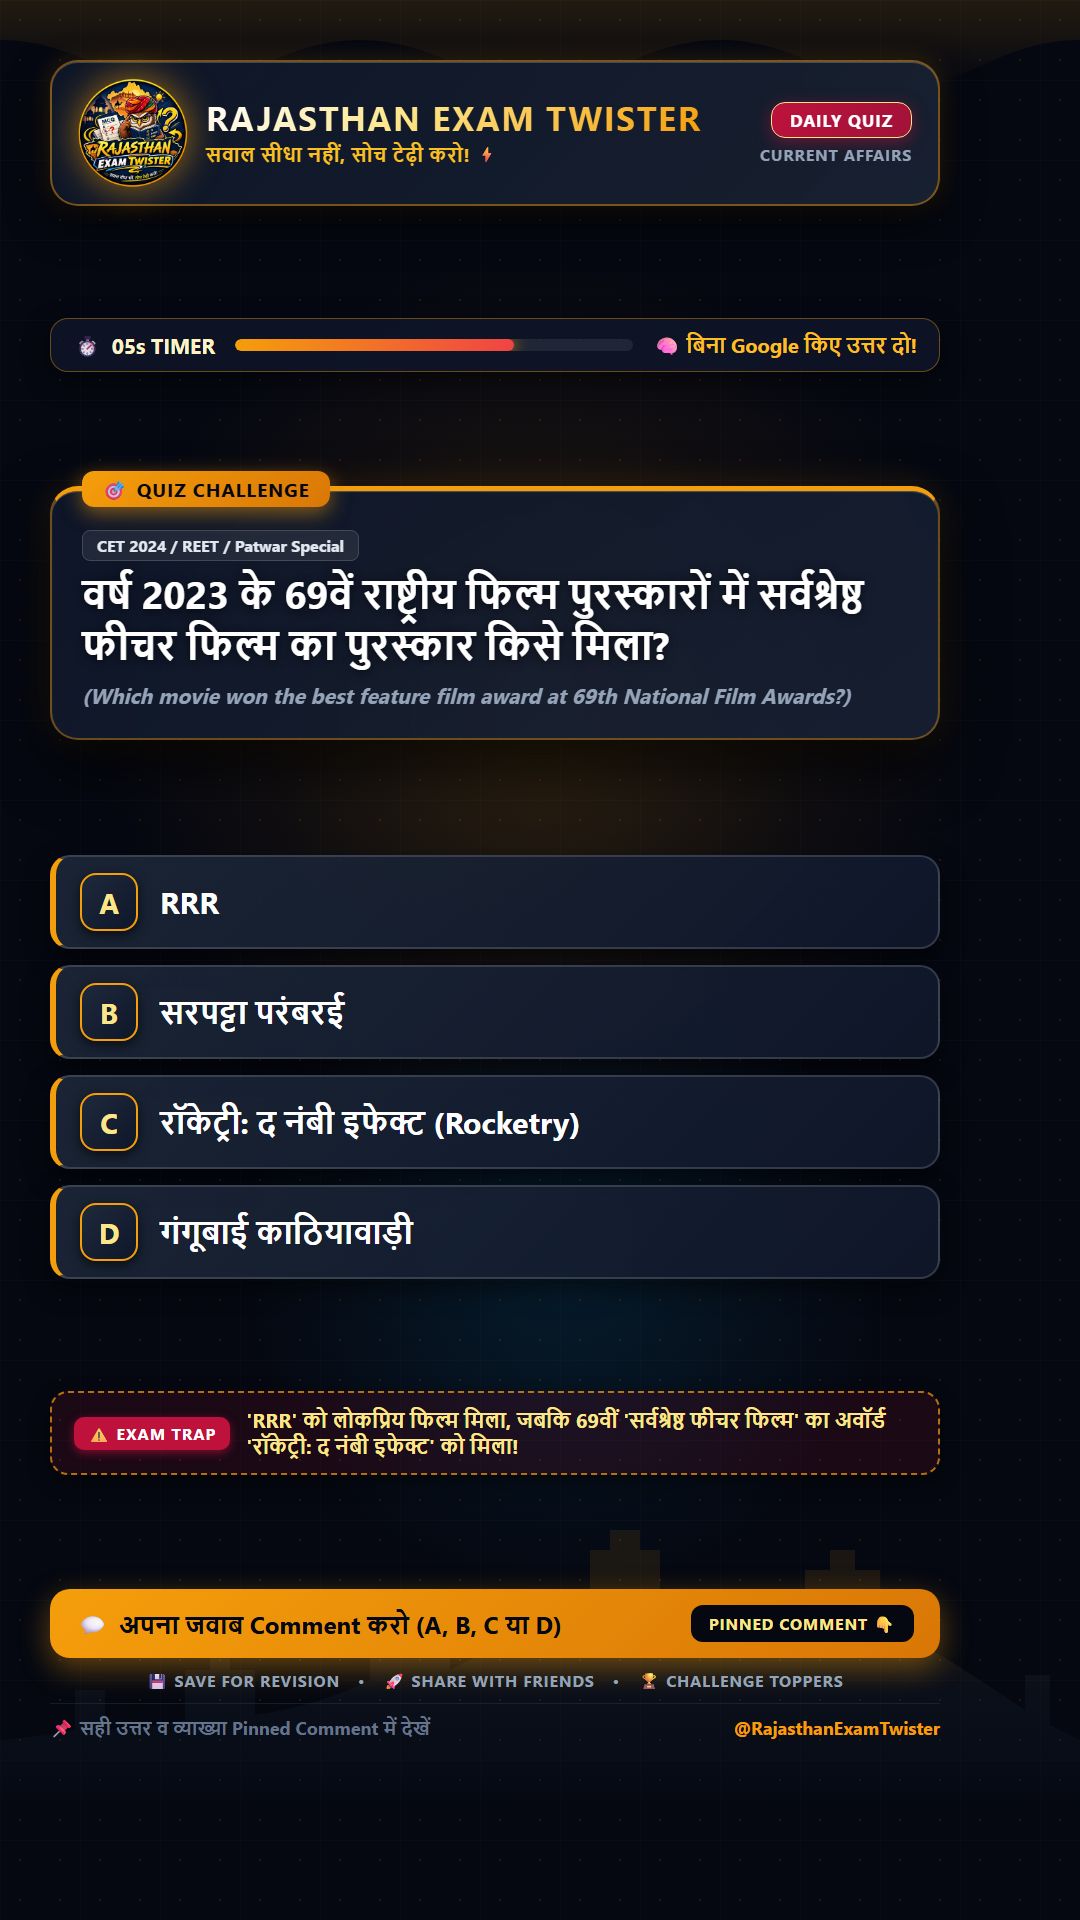 RAJASTHAN EXAM TWISTER
सवाल सीधा नहीं, सोच टेढ़ी करो! ⚡
DAILY QUIZ
CURRENT AFFAIRS
MCQ
RAJASTHAN
EXAM TWISTER
⏱️ 05s TIMER
🧠 बिना Google किए उत्तर दो!
🎯 QUIZ CHALLENGE
CET 2024 / REET / Patwar Special
वर्ष 2023 के 69वें राष्ट्रीय फिल्म पुरस्कारों में सर्वश्रेष्ठ
फीचर फिल्म का पुरस्कार किसे मिला?
(Which movie won the best feature film award at 69th National Film Awards?)
A RRR
B सरपट्टा परंबरई
C रॉकेट्री: द नंबी इफेक्ट (Rocketry)
D गंगूबाई काठियावाड़ी
⚠️ EXAM TRAP
'RRR' को लोकप्रिय फिल्म मिला, जबकि 69वीं 'सर्वश्रेष्ठ फीचर फिल्म' का अवॉर्ड
'रॉकेट्री: द नंबी इफेक्ट' को मिला!
💬 अपना जवाब Comment करो (A, B, C या D)
PINNED COMMENT 👇
💾 SAVE FOR REVISION • 🚀 SHARE WITH FRIENDS • 🏆 CHALLENGE TOPPERS
📌 सही उत्तर व व्याख्या Pinned Comment में देखें
@RajasthanExamTwister